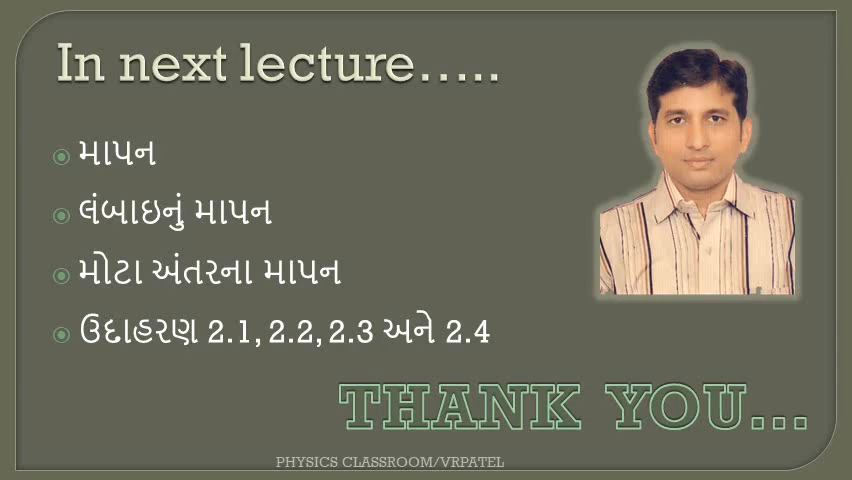 In next lecture…..
માપન
લંબાઇનું માપન
મોટા અંતરના માપન
ઉદાહરણ 2.1, 2.2, 2.3 અને 2.4
THANK YOU...
PHYSICS CLASSROOM/VRPATEL